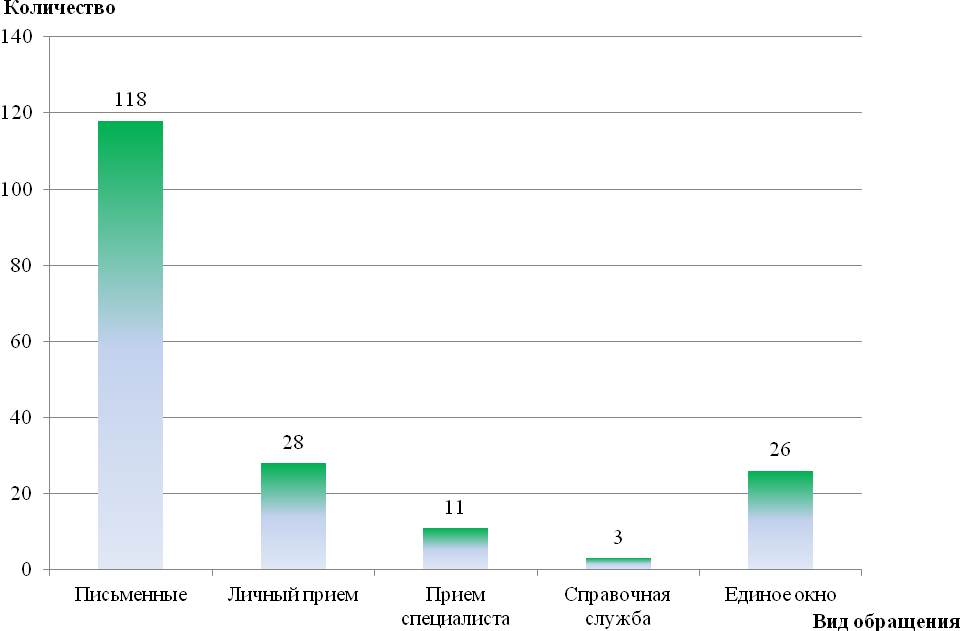 Количество
140
120
100
80
60
40
20
0
118
28
11
3
26
Письменные
Личный прием
Прием
специалиста
Справочная
служба
Единое окно
Вид обращения